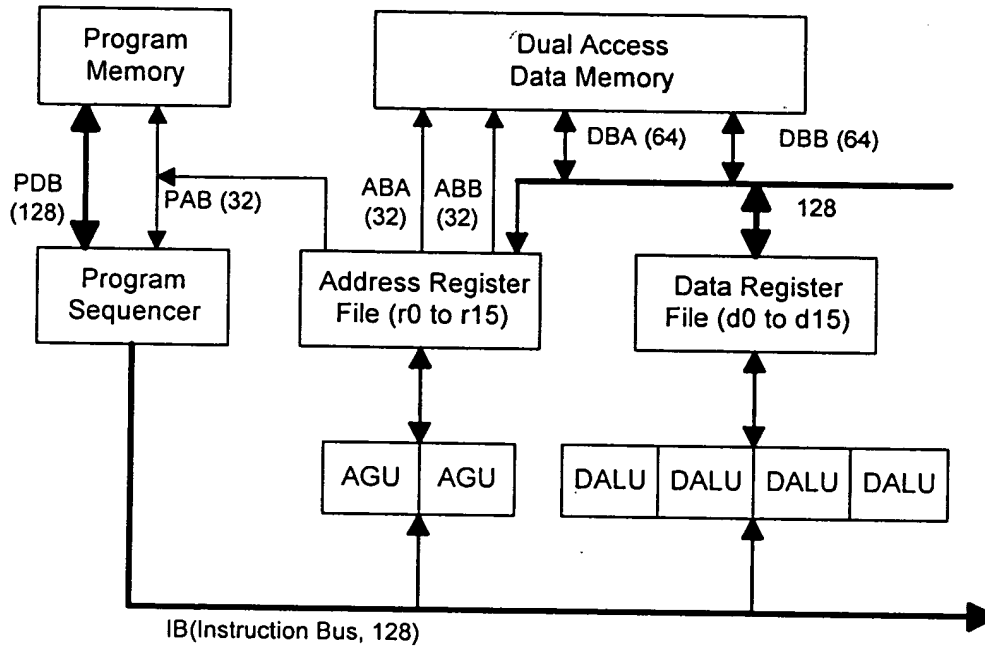 Program
Memory
Dual Access
Data Memory
PDB
(128)
PAB (32)
ABA
(32)
ABB
(32)
DBA (64)
DBB (64)
128
Program
Sequencer
Address Register
File (r0 to r15)
Data Register
File (d0 to d15)
AGU
AGU
DALU
DALU
DALU
DALU
IB(Instruction Bus, 128)